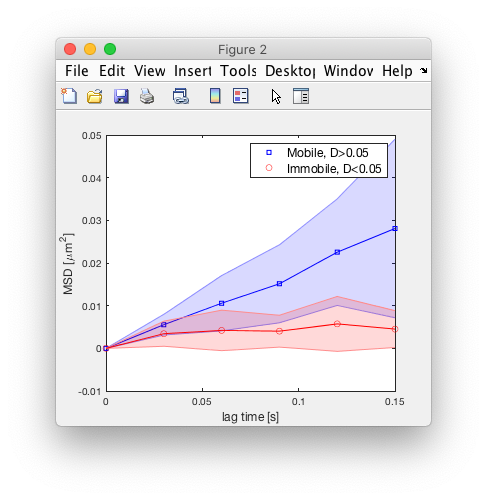 Figure 2
File Edit View Insert Tools Desktop Window Help
0.05
0.04
0.03
0.02
0.01
0
-0.01
MSD [μm²]
Mobile, D>0.05
Immobile, D<0.05
0 0.05 0.1 0.15
lag time [s]